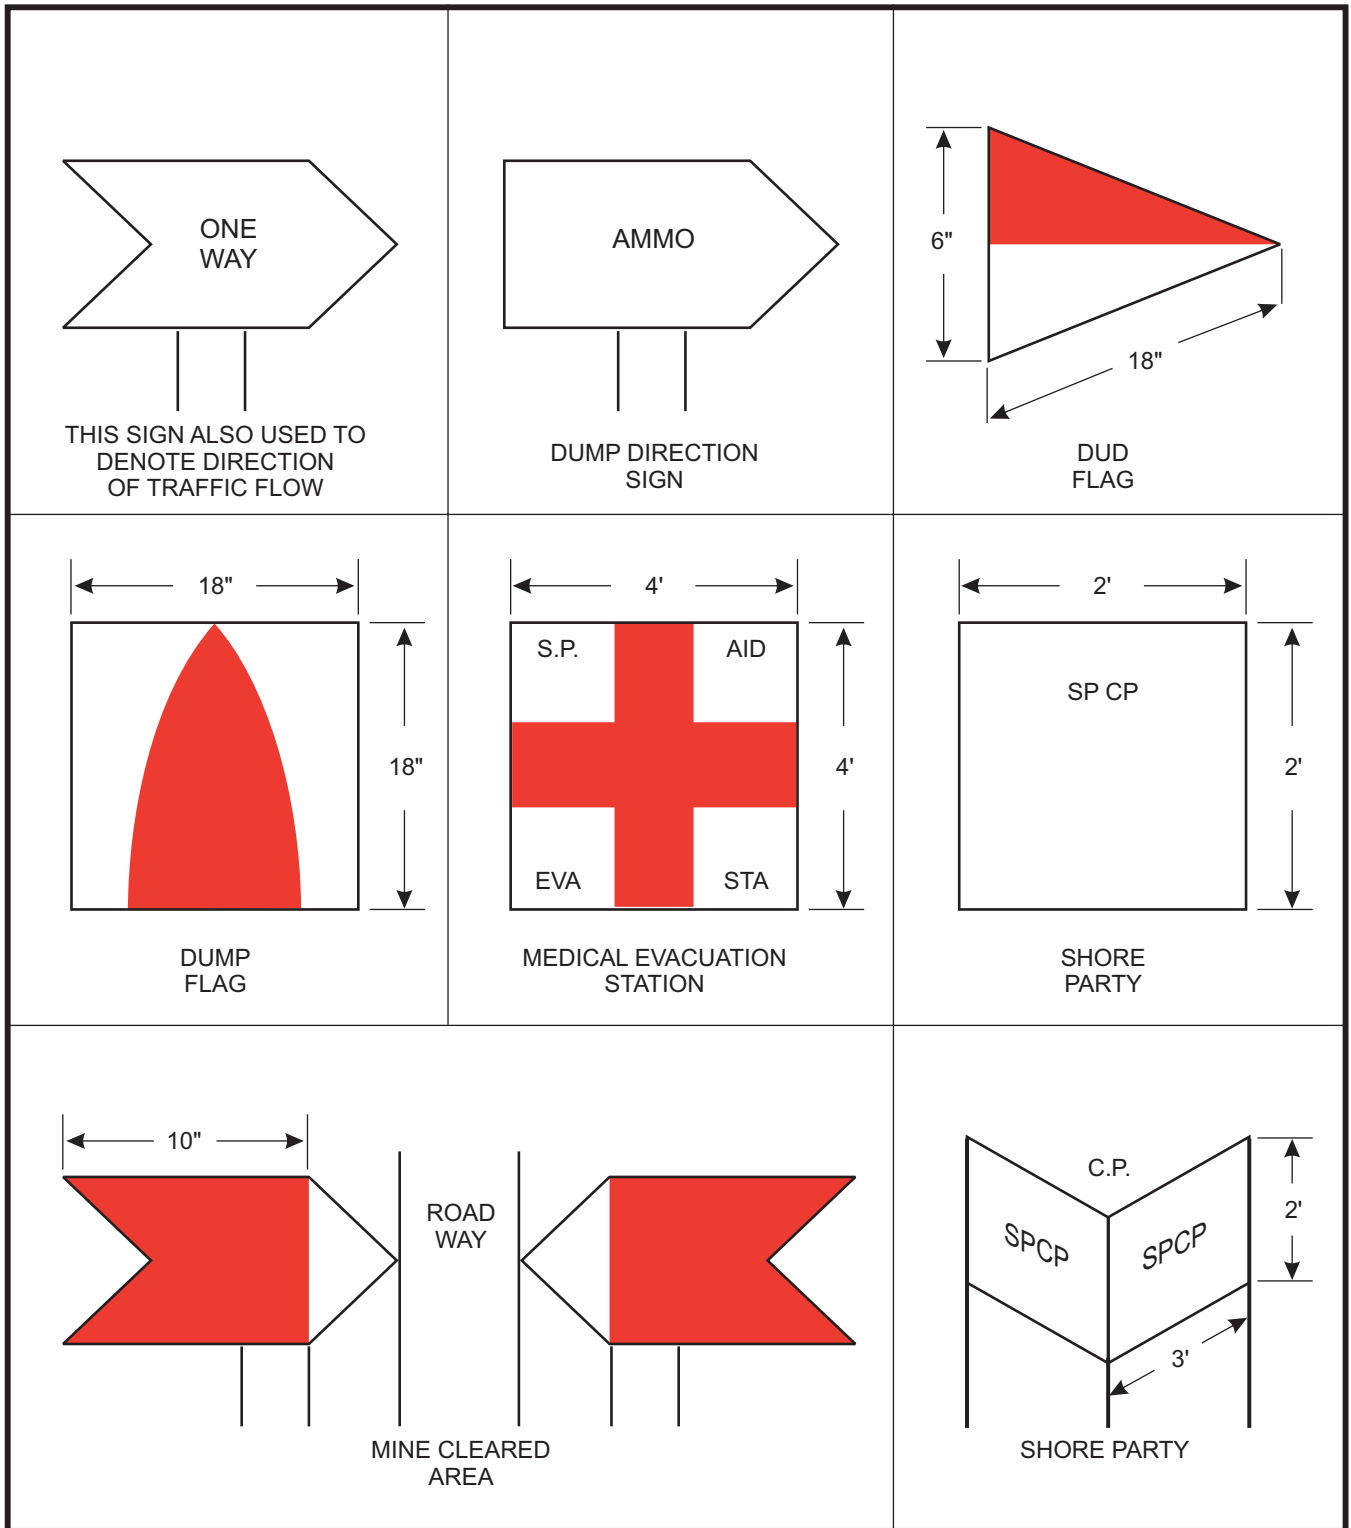 ONE
WAY
THIS SIGN ALSO USED TO
DENOTE DIRECTION
OF TRAFFIC FLOW
AMMO
DUMP DIRECTION
SIGN
6"
18"
DUD
FLAG
18"
18"
DUMP
FLAG
4'
S.P. AID
4'
EVA STA
MEDICAL EVACUATION
STATION
2'
SP CP
2'
SHORE
PARTY
10"
ROAD
WAY
MINE CLEARED
AREA
C.P.
SPCP SPCP
2'
3'
SHORE PARTY